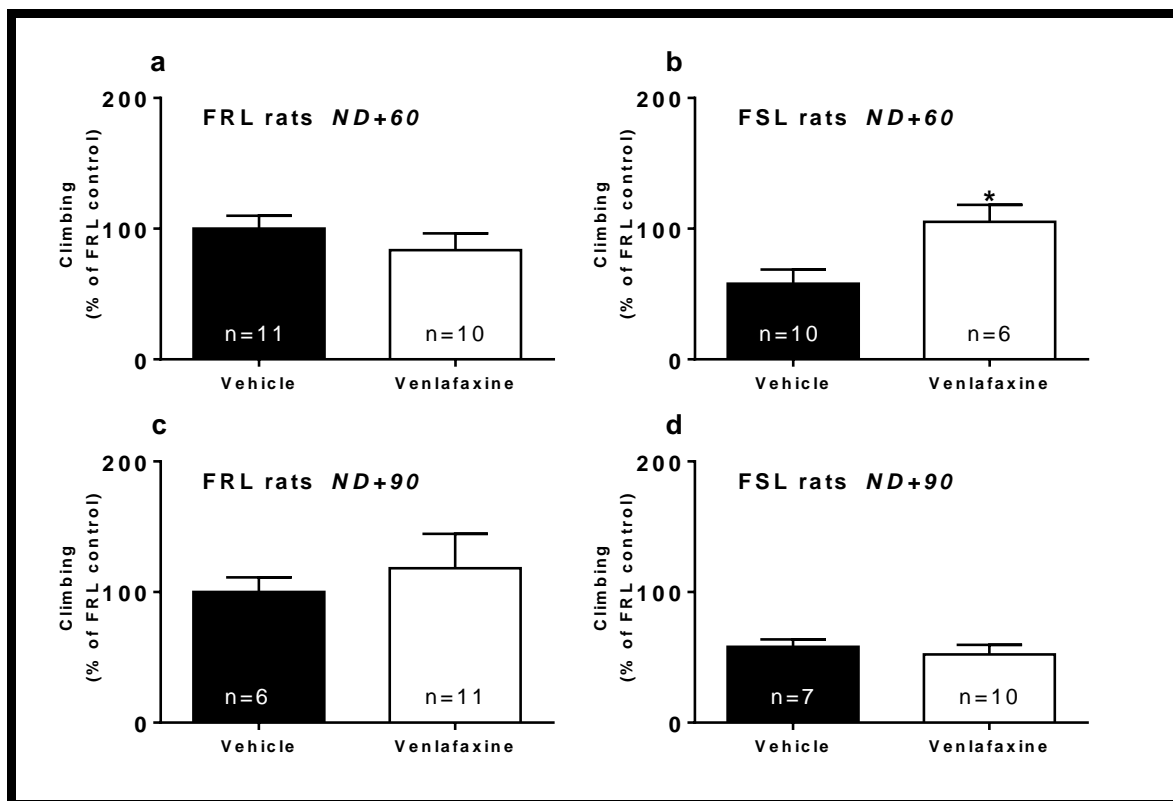 a
200
FRL rats ND+60
Climbing
(% of FRL control)
100
n=11
n=10
0
Vehicle
Venlafaxine
b
200
FSL rats ND+60
*
Climbing
(% of FRL control)
100
n=10
n=6
0
Vehicle
Venlafaxine
c
200
FRL rats ND+90
Climbing
(% of FRL control)
100
n=6
n=11
0
Vehicle
Venlafaxine
d
200
FSL rats ND+90
Climbing
(% of FRL control)
100
n=7
n=10
0
Vehicle
Venlafaxine